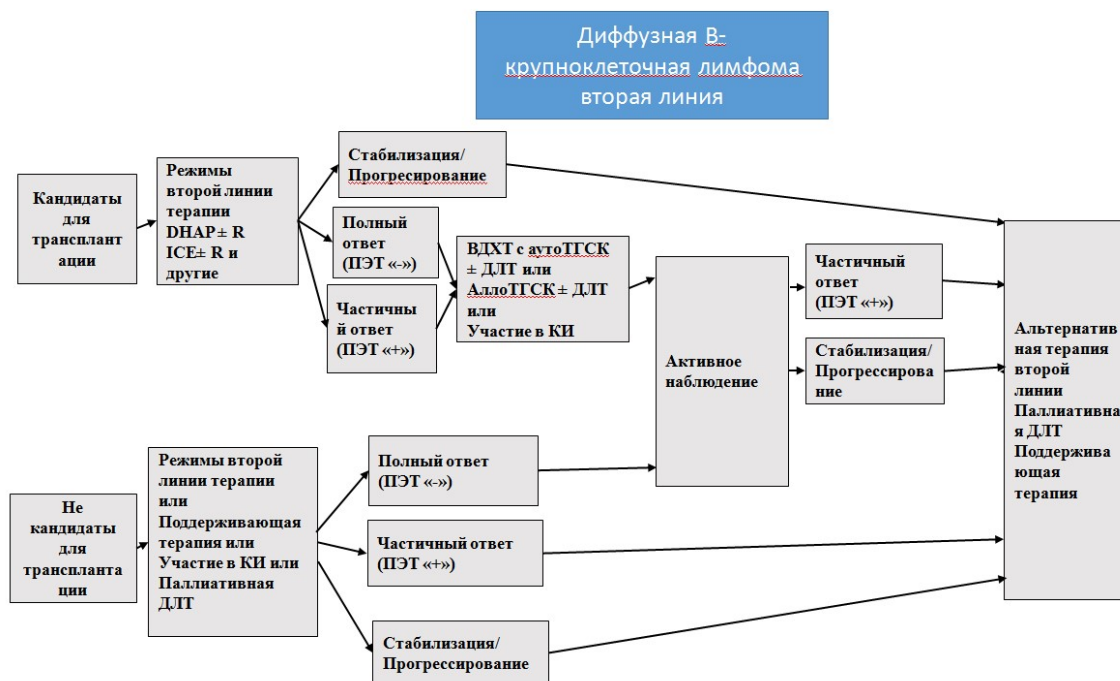 Диффузная В-
крупноклеточная лимфома
вторая линия
Кандидаты
для
трансплант
ации
Режимы
второй линии
терапии
DHAP± R
ICE± R и
другие
Стабилизация/
Прогресирование
Полный
ответ
(ПЭТ «-»)
Частичны
й ответ
(ПЭТ «+»)
ВДХТ с аутоТГСК
± ДЛТ или
АллоТГСК ± ДЛТ
или
Участие в КИ
Активное
наблюдение
Частичный
ответ
(ПЭТ «+»)
Стабилизация/
Прогрессирова
ние
Альтернатив
ная терапия
второй
линии
Паллиативна
я ДЛТ
Поддержива
ющая
терапия
Не
кандидаты
для
транспланта
ции
Режимы второй
линии терапии
или
Поддерживающая
терапия или
Участие в КИ или
Паллиативная
ДЛТ
Полный ответ
(ПЭТ «-»)
Частичный ответ
(ПЭТ «+»)
Стабилизация/
Прогрессирование